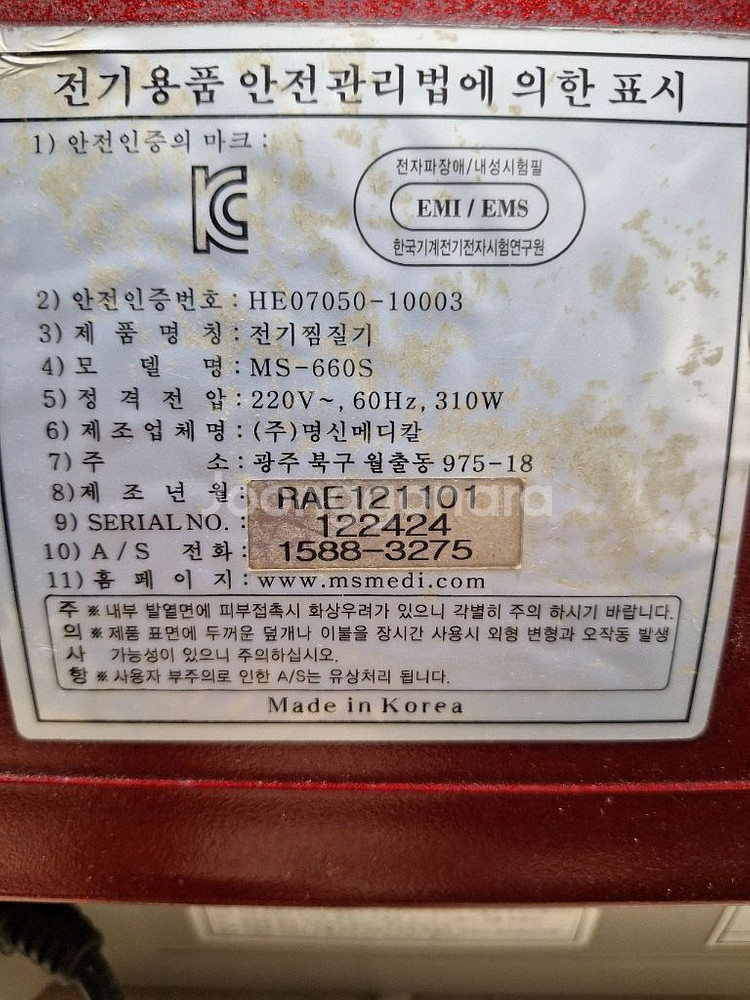 전기용품 안전관리법에 의한 표시
1) 안전인증의 마크 :
전자파장애/내성시험필
EMI / EMS
한국기계전기전자시험연구원
2) 안전인증번호 : HE07050-10003
3) 제 품 명 칭 : 전기찜질기
4) 모 델 명 : MS-660S
5) 정 격 전 압 : 220V~, 60Hz, 310W
6) 제조업체명 : (주)명신메디칼
7) 주 소 : 광주 북구 월출동 975-18
8) 제 조 년 월 : RAE121101
9) SERIAL NO. : 122424
10) A / S 전화 : 1588-3275
11) 홈 페 이 지 : www.msmedi.com
주의사항
※ 내부 발열면에 피부접촉시 화상우려가 있으니 각별히 주의 하시기 바랍니다.
※ 제품 표면에 두꺼운 덮개나 이불을 장시간 사용시 외형 변형과 오작동 발생
가능성이 있으니 주의하십시오.
※ 사용자 부주의로 인한 A/S는 유상처리 됩니다.
Made in Korea